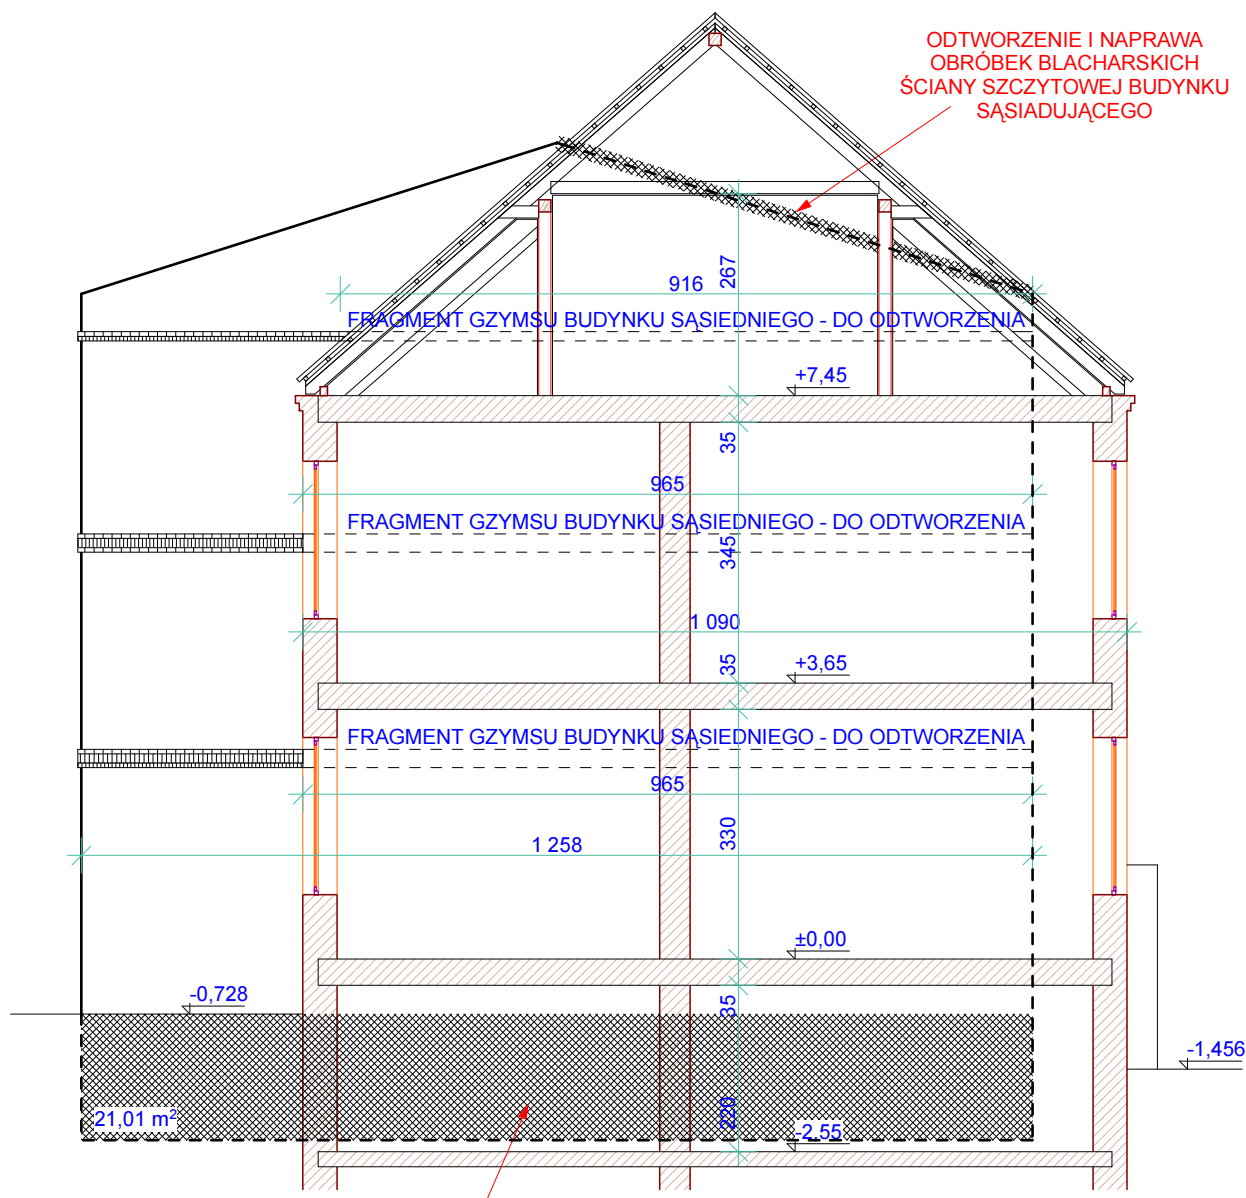 ODTWORZENIE I NAPRAWA
OBRÓBEK BLACHARSKICH
ŚCIANY SZCZYTOWEJ BUDYNKU
SĄSIADUJĄCEGO
267
916
FRAGMENT GZYMSU BUDYNKU SĄSIEDNIEGO - DO ODTWORZENIA
+7,45
35
965
FRAGMENT GZYMSU BUDYNKU SĄSIEDNIEGO - DO ODTWORZENIA
345
1 090
35
+3,65
FRAGMENT GZYMSU BUDYNKU SĄSIEDNIEGO - DO ODTWORZENIA
965
330
1 258
±0,00
-0,728
35
-1,456
21,01 m²
220
-2,55